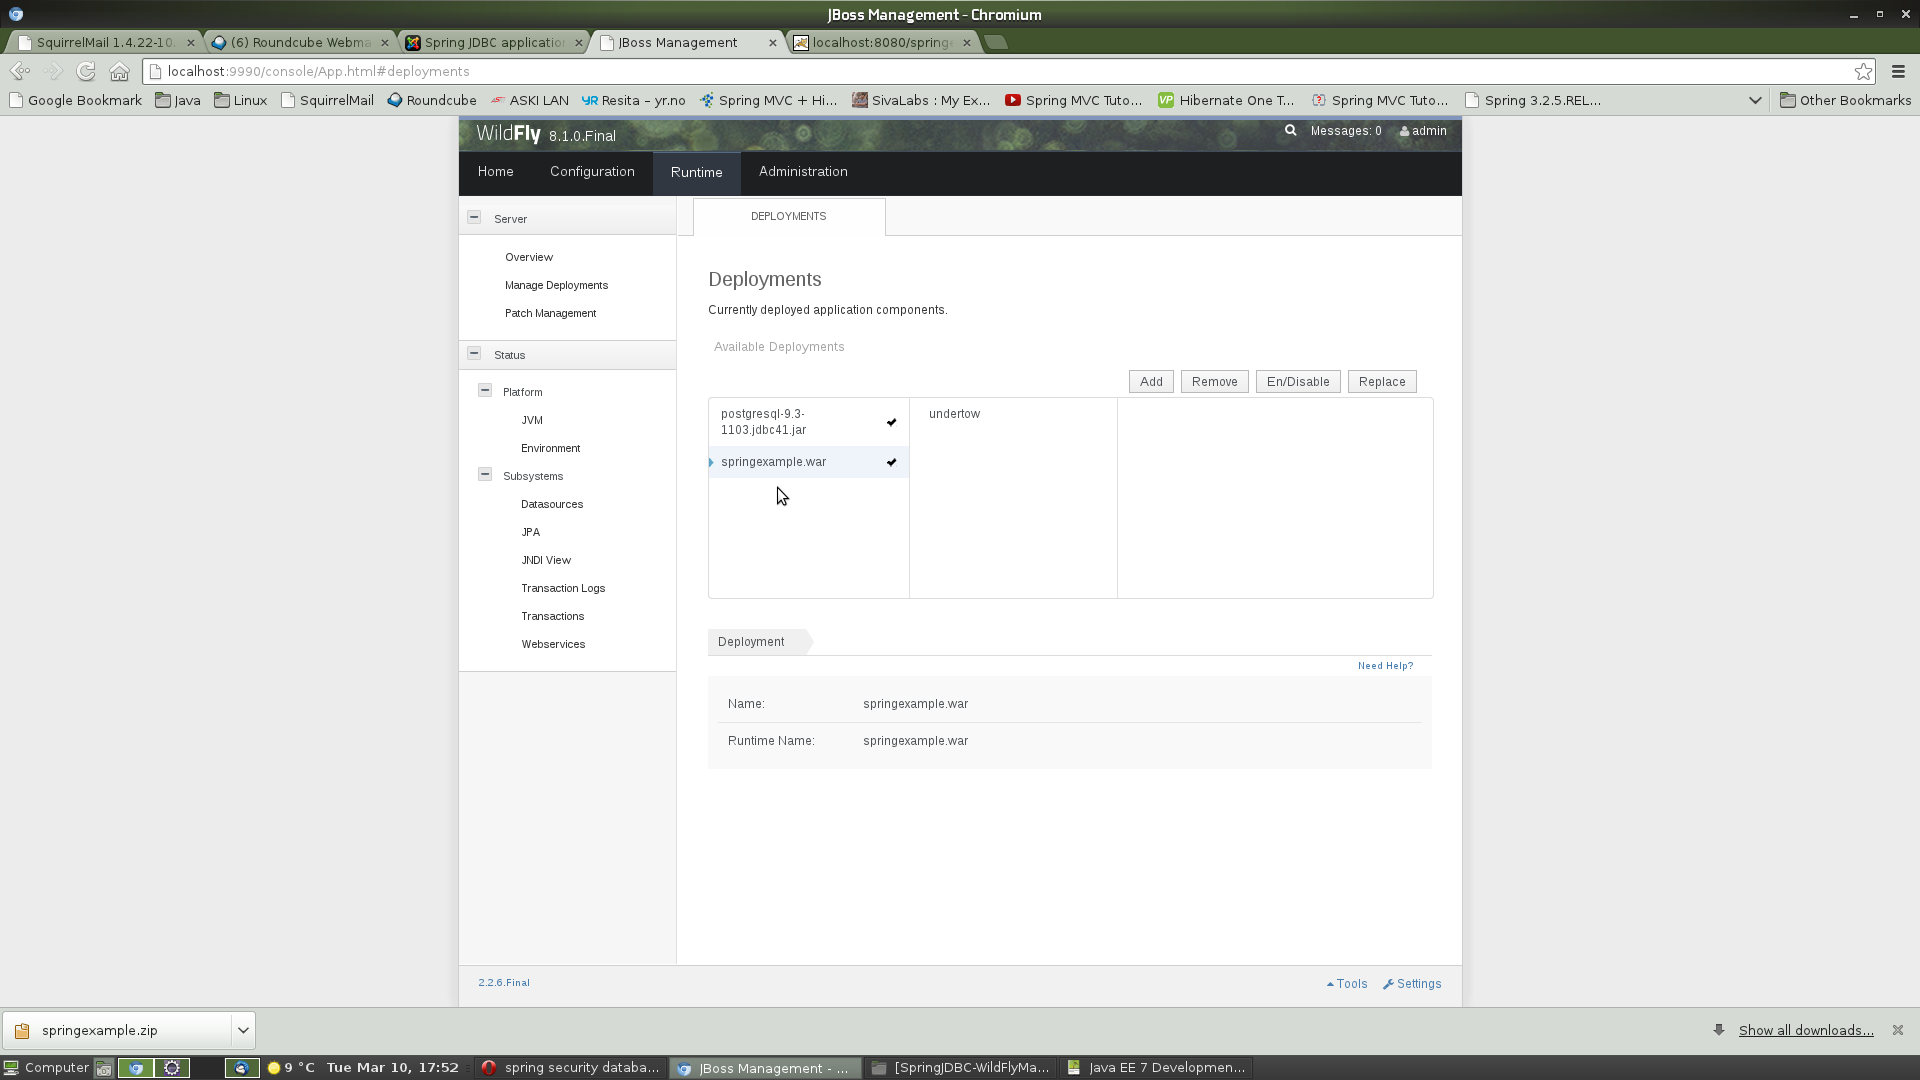 JBoss Management - Chromium
SquirrelMail 1.4.22-10.
(6) Roundcube Webma
Spring JDBC applicatio
JBoss Management
localhost:8080/spring
localhost:9990/console/App.html#deployments
Google Bookmark
Java
Linux
SquirrelMail
Roundcube
ASKI LAN
YR Resita – yr.no
Spring MVC + Hi...
SivaLabs : My Ex...
Spring MVC Tuto...
VP Hibernate One T...
Spring MVC Tuto...
Spring 3.2.5.REL...
Other Bookmarks
WildFly 8.1.0.Final
Messages: 0
admin
Home
Configuration
Runtime
Administration
Server
Overview
Manage Deployments
Patch Management
Status
Platform
JVM
Environment
Subsystems
Datasources
JPA
JNDI View
Transaction Logs
Transactions
Webservices
DEPLOYMENTS
Deployments
Currently deployed application components.
Available Deployments
Add
Remove
En/Disable
Replace
postgresql-9.3-
1103.jdbc41.jar
springexample.war
undertow
Deployment
Need Help?
Name: springexample.war
Runtime Name: springexample.war
2.2.6.Final
Tools
Settings
springexample.zip
Show all downloads...
Computer
9 °C
Tue Mar 10, 17:52
spring security databa...
JBoss Management - ...
[SpringJDBC-WildFlyMa...
Java EE 7 Developmen...